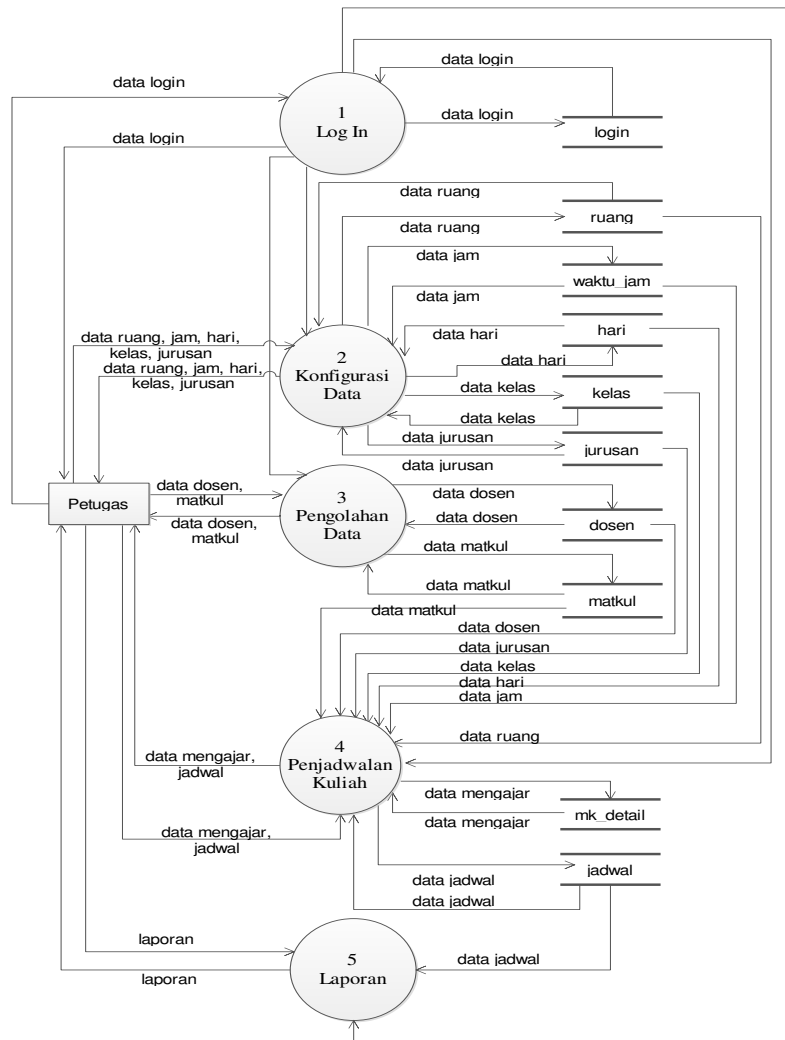 data login
data login
1
Log In
data login
login
data login
data ruang
data ruang
ruang
data jam
waktu_jam
data jam
data ruang, jam, hari,
kelas, jurusan
data hari
hari
2
Konfigurasi
Data
data hari
data ruang, jam, hari,
kelas, jurusan
data kelas
kelas
data kelas
data jurusan
jurusan
data jurusan
Petugas
data dosen,
matkul
3
Pengolahan
Data
data dosen
data dosen,
matkul
data dosen
dosen
data matkul
data matkul
matkul
data matkul
data dosen
data jurusan
data kelas
data hari
data jam
data ruang
4
Penjadwalan
Kuliah
data mengajar,
jadwal
data mengajar
mk_detail
data mengajar
data mengajar,
jadwal
jadwal
data jadwal
data jadwal
laporan
5
Laporan
data jadwal
laporan